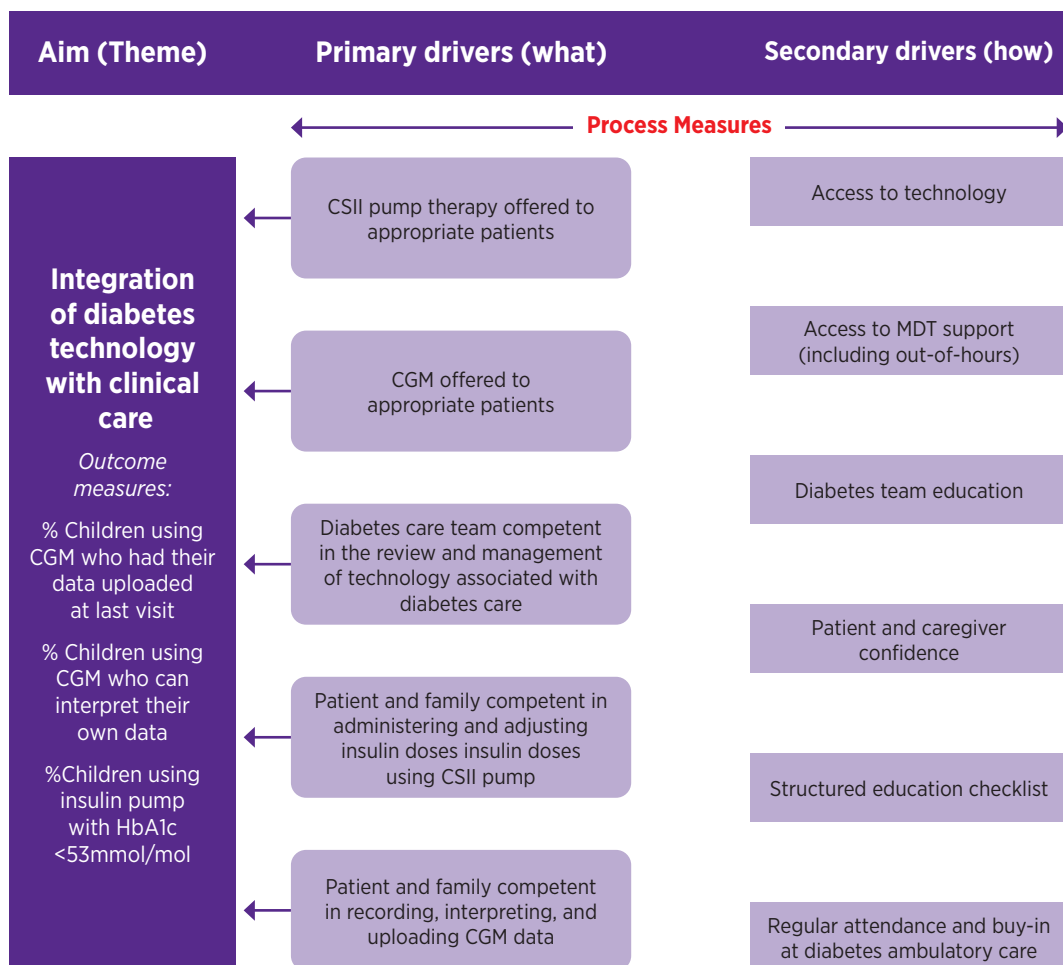 Aim (Theme)
Primary drivers (what)
Secondary drivers (how)
Process Measures
Integration
of diabetes
technology
with clinical
care
Outcome
measures:
% Children using
CGM who had their
data uploaded
at last visit
% Children using
CGM who can
interpret their
own data
%Children using
insulin pump
with HbA1c
<53mmol/mol
CSII pump therapy offered to
appropriate patients
CGM offered to
appropriate patients
Diabetes care team competent
in the review and management
of technology associated with
diabetes care
Patient and family competent in
administering and adjusting
insulin doses insulin doses
using CSII pump
Patient and family competent
in recording, interpreting, and
uploading CGM data
Access to technology
Access to MDT support
(including out-of-hours)
Diabetes team education
Patient and caregiver
confidence
Structured education checklist
Regular attendance and buy-in
at diabetes ambulatory care